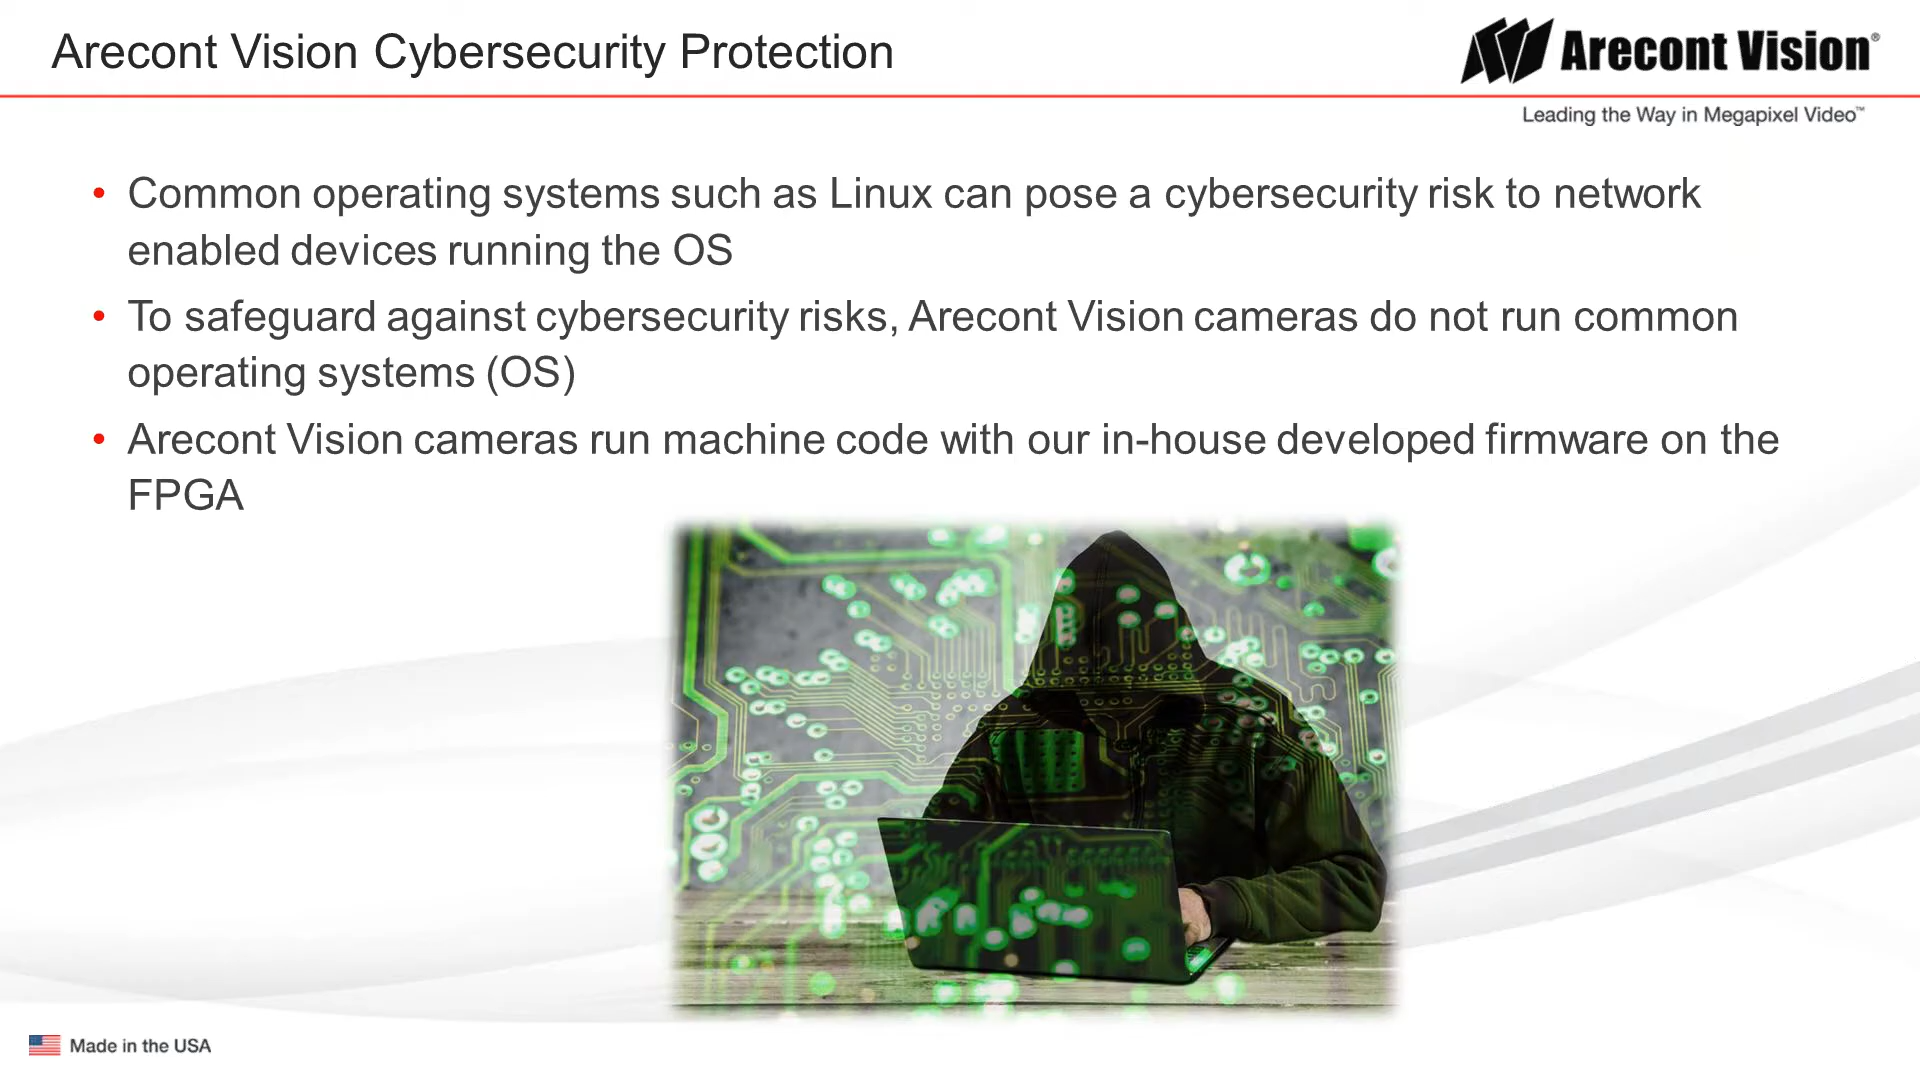 Arecont Vision Cybersecurity Protection
Arecont Vision®
Leading the Way in Megapixel Video™
• Common operating systems such as Linux can pose a cybersecurity risk to network
enabled devices running the OS
• To safeguard against cybersecurity risks, Arecont Vision cameras do not run common
operating systems (OS)
• Arecont Vision cameras run machine code with our in-house developed firmware on the
FPGA
Made in the USA